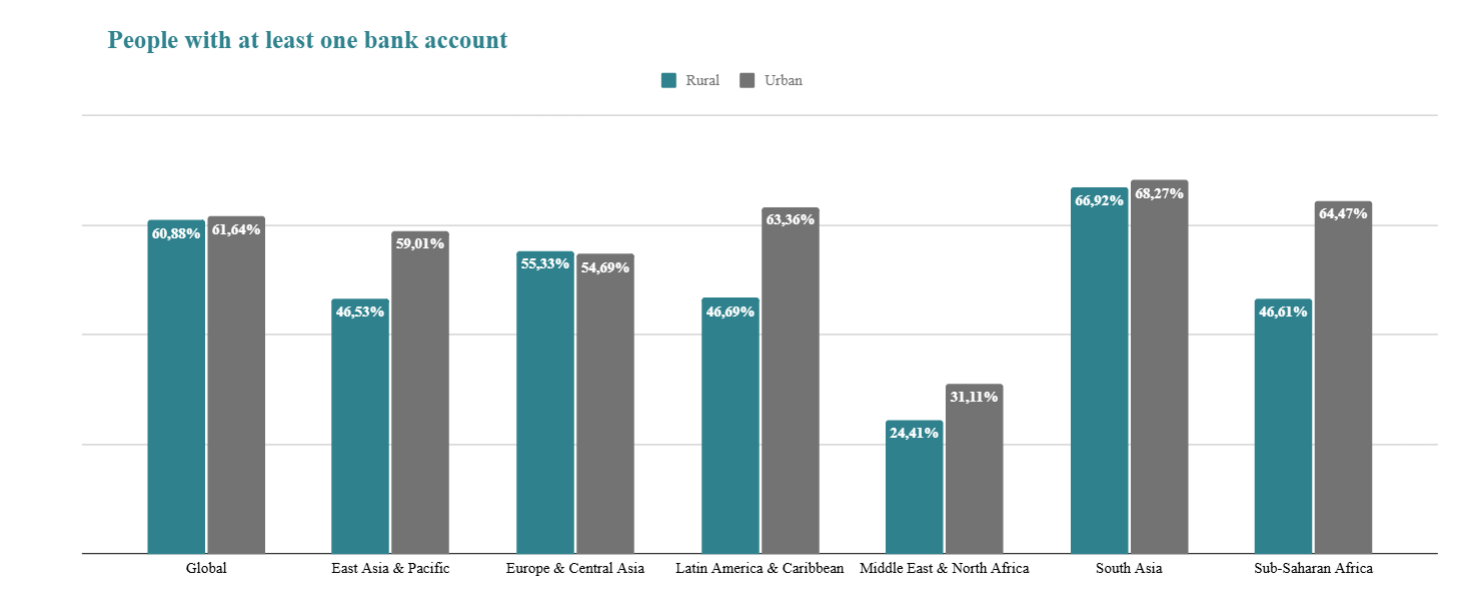 People with at least one bank account
Rural Urban
60,88% 61,64%
46,53% 59,01%
55,33% 54,69%
46,69% 63,36%
24,41% 31,11%
66,92% 68,27%
46,61% 64,47%
Global East Asia & Pacific Europe & Central Asia Latin America & Caribbean Middle East & North Africa South Asia Sub-Saharan Africa